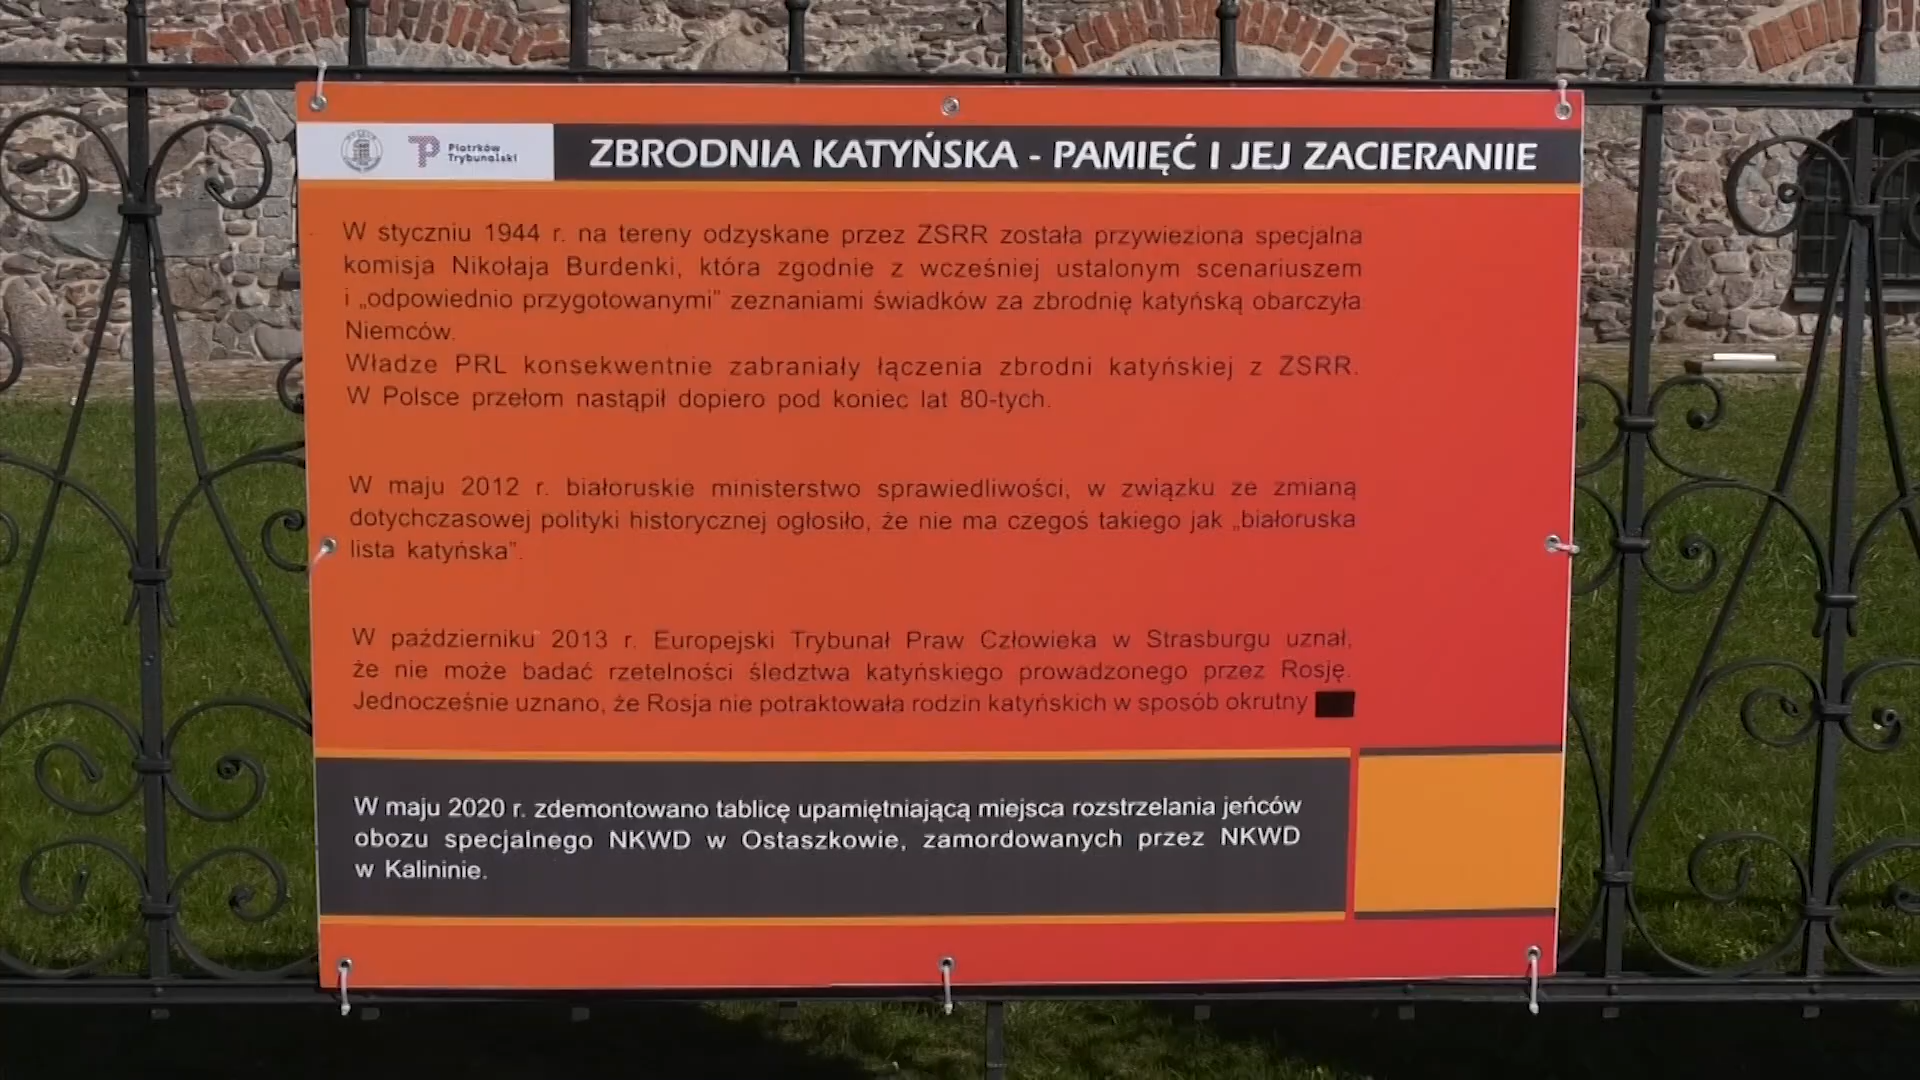 Piotrków
Trybunalski
ZBRODNIA KATYŃSKA - PAMIĘĆ I JEJ ZACIERANIIE
W styczniu 1944 r. na tereny odzyskane przez ZSRR została przywieziona specjalna
komisja Nikołaja Burdenki, która zgodnie z wcześniej ustalonym scenariuszem
i „odpowiednio przygotowanymi” zeznaniami świadków za zbrodnię katyńską obarczyła
Niemców.
Władze PRL konsekwentnie zabraniały łączenia zbrodni katyńskiej z ZSRR.
W Polsce przełom nastąpił dopiero pod koniec lat 80-tych.
W maju 2012 r. białoruskie ministerstwo sprawiedliwości, w związku ze zmianą
dotychczasowej polityki historycznej ogłosiło, że nie ma czegoś takiego jak „białoruska
lista katyńska”.
W październiku 2013 r. Europejski Trybunał Praw Człowieka w Strasburgu uznał,
że nie może badać rzetelności śledztwa katyńskiego prowadzonego przez Rosję.
Jednocześnie uznano, że Rosja nie potraktowała rodzin katyńskich w sposób okrutny
W maju 2020 r. zdemontowano tablicę upamiętniającą miejsca rozstrzelania jeńców
obozu specjalnego NKWD w Ostaszkowie, zamordowanych przez NKWD
w Kalininie.